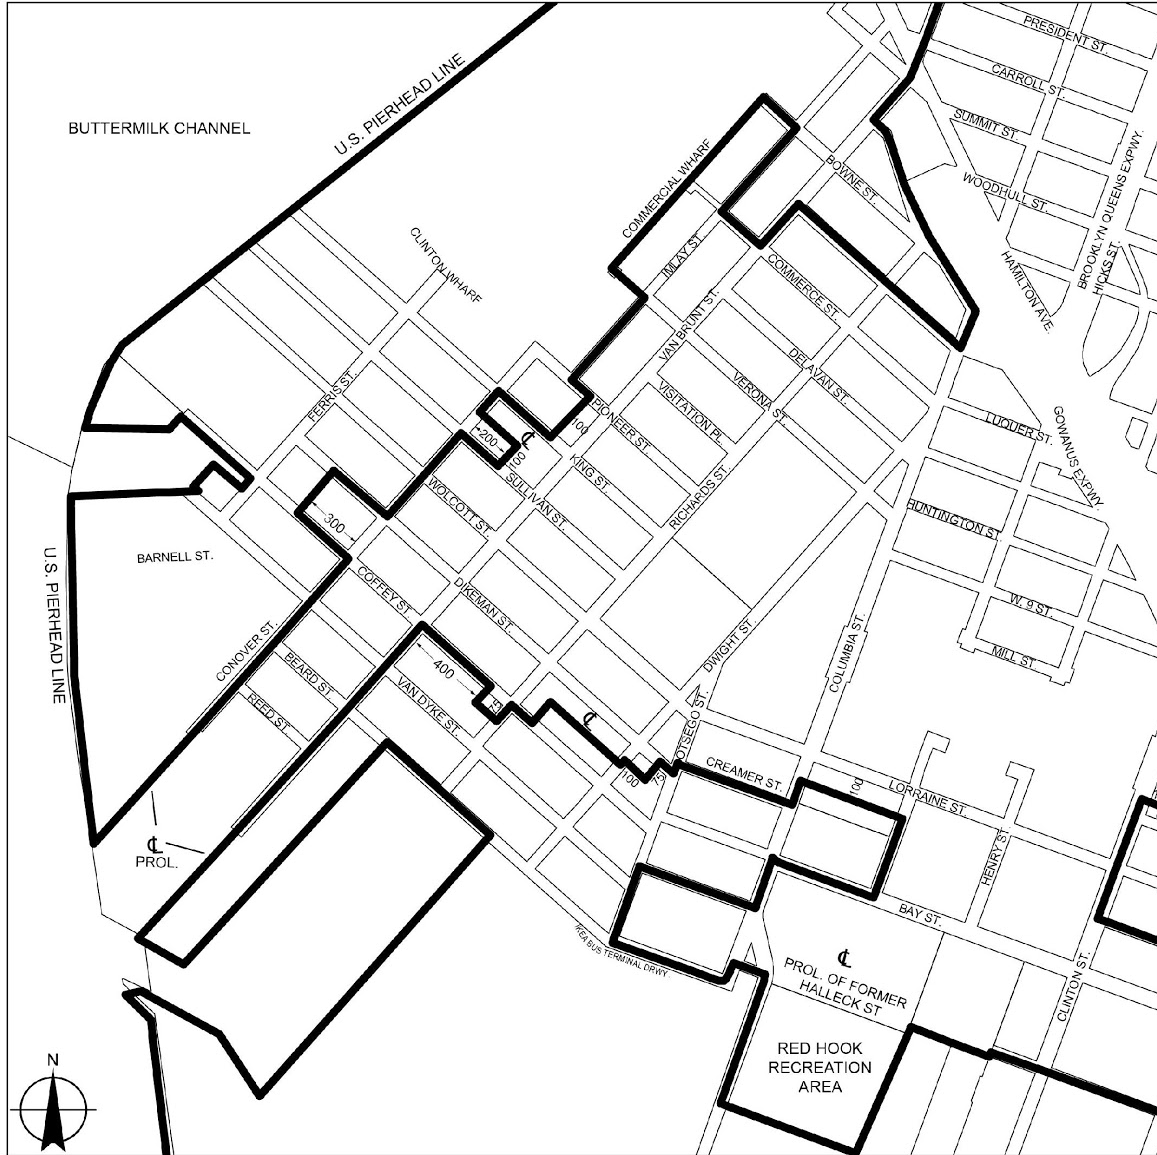 PRESIDENT ST.
CARROLL ST.
SUMMIT ST.
WOODHULL ST.
BROOKLYN QUEENS EXPWY.
HICKS ST.
HAMILTON AVE.
U.S. PIERHEAD LINE
BUTTERMILK CHANNEL
COMMERCIAL WHARF
BOWNE ST.
CLINTON WHARF
IMLAY ST.
COMMERCE ST.
VAN BRUNT ST.
DELAVAN ST.
VERONA ST.
VISITATION Pl.
FERRIS ST.
PIONEER ST.
100
200
℄
100
KING ST.
SULLIVAN ST.
WOLCOTT ST.
RICHARDS ST.
LUQUER ST.
GOWANUS EXPWY.
HUNTINGTON ST.
W. 9 ST.
MILL ST
300
BARNELL ST.
U.S. PIERHEAD LINE
COFFEY ST.
DIKEMAN ST.
CONOVER ST.
BEARD ST
REED ST
400
VAN DYKE ST.
75
℄
DWIGHT ST.
COLUMBIA ST.
OTSEGO ST.
100
75
CREAMER ST.
100
LORRAINE ST.
HENRY ST.
BAY ST.
CLINTON ST.
℄
PROL.
IKEA BUS TERMINAL DRWY
℄
PROL. OF FORMER
HALLECK ST
RED HOOK
RECREATION
AREA
N